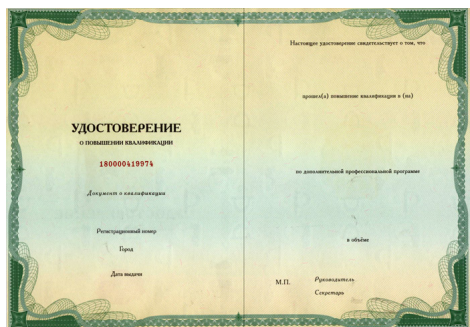 УДОСТОВЕРЕНИЕ
О ПОВЫШЕНИИ КВАЛИФИКАЦИИ
180000419974
Документ о квалификации
Регистрационный номер
Город
Дата выдачи
Настоящее удостоверение свидетельствует о том, что
прошел(а) повышение квалификации в (на)
по дополнительной профессиональной программе
в объёме
М.П.
Руководитель
Секретарь